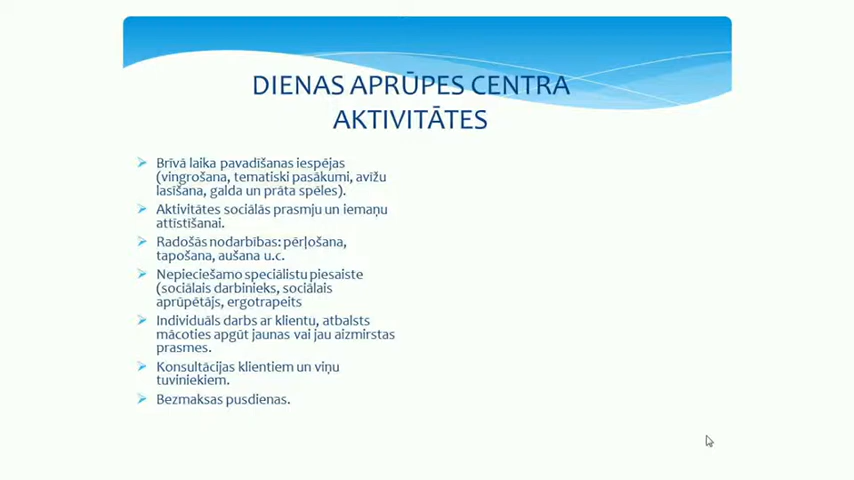 DIENAS APRŪPES CENTRA
AKTIVITĀTES
Brīvā laika pavadīšanas iespējas
(vingrošana, tematiski pasākumi, avīžu
lasīšana, galda un prāta spēles).
Aktivitātes sociālās prasmju un iemaņu
attīstīšanai.
Radošās nodarbības: pērļošana,
tapošana, aušana u.c.
Nepieciešamo speciālistu piesaiste
(sociālais darbinieks, sociālais
aprūpētājs, ergotrapeits
Individuāls darbs ar klientu, atbalsts
mācoties apgūt jaunas vai jau aizmirstas
prasmes.
Konsultācijas klientiem un viņu
tuviniekiem.
Bezmaksas pusdienas.